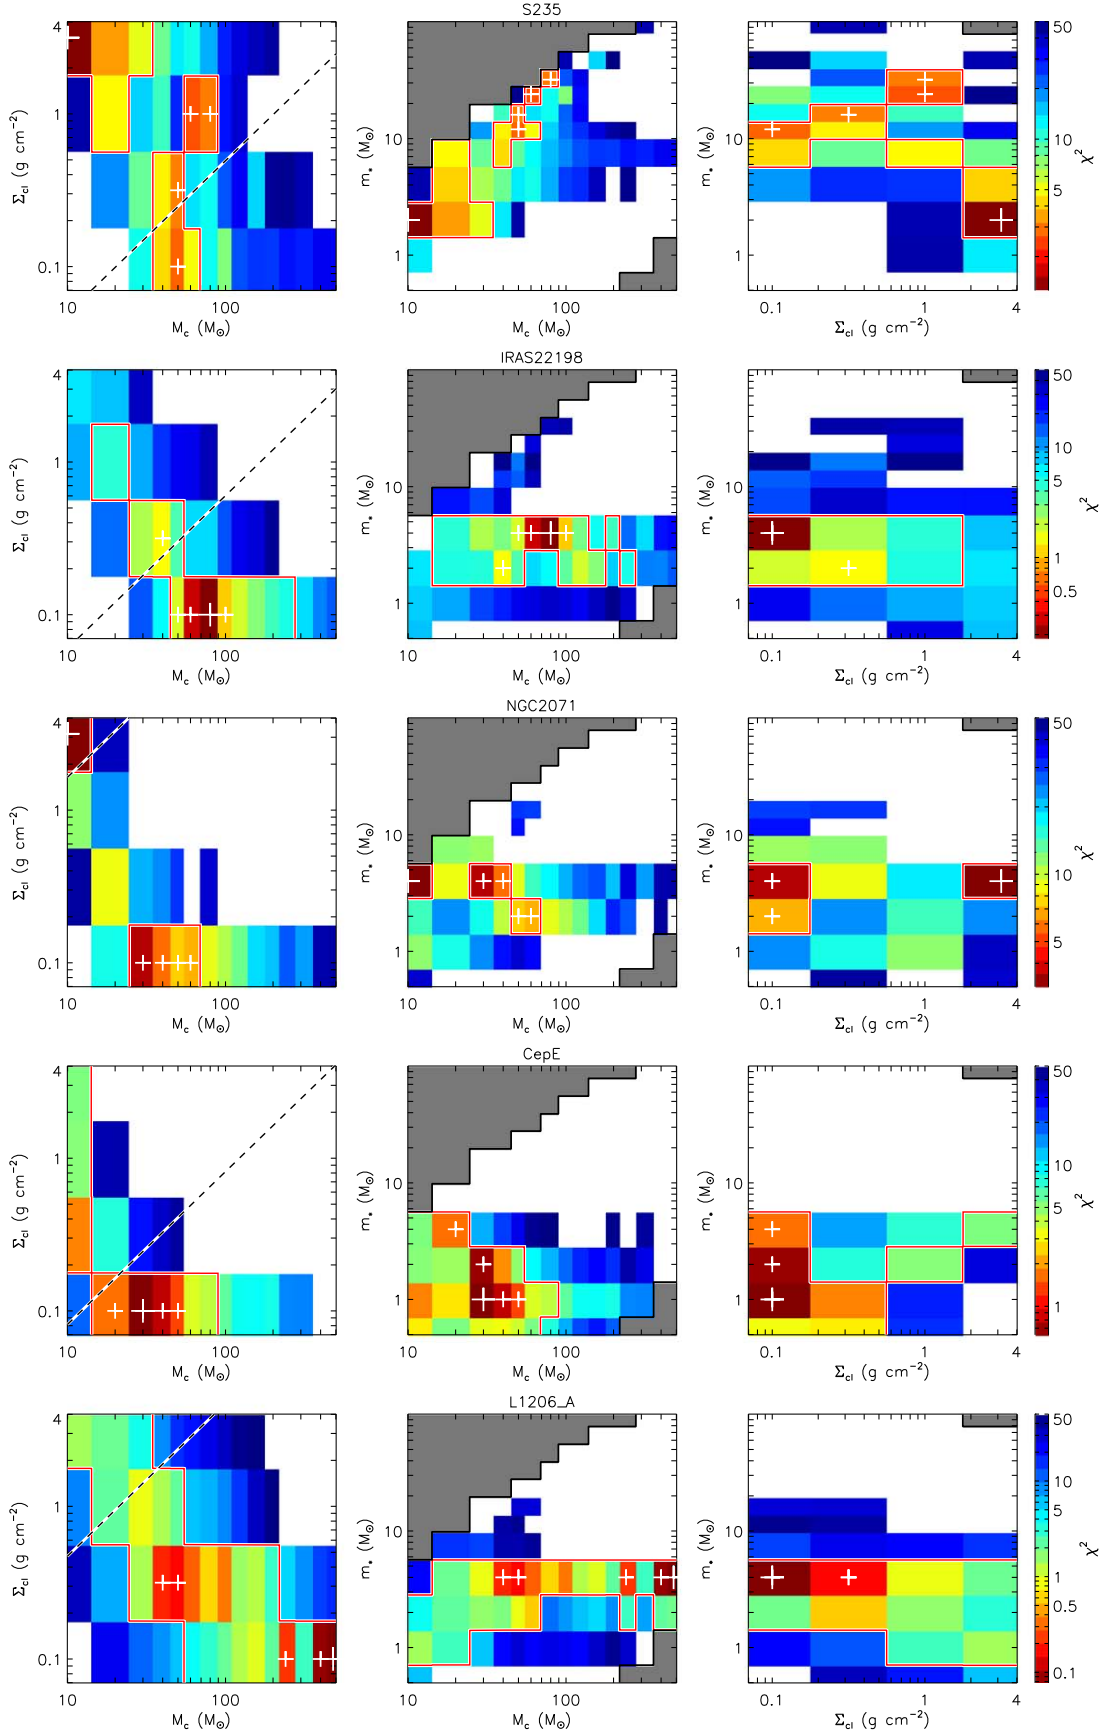 S235
4
1
0.1
Σcl (g cm−2)
10
100
Mc (M⊙)
10
1
m* (M⊙)
10
100
Mc (M⊙)
10
1
m* (M⊙)
0.1
1
4
Σcl (g cm−2)
50
10
5
χ2
IRAS22198
4
1
0.1
Σcl (g cm−2)
10
100
Mc (M⊙)
10
1
m* (M⊙)
10
100
Mc (M⊙)
10
1
m* (M⊙)
0.1
1
4
Σcl (g cm−2)
50
10
5
1
0.5
χ2
NGC2071
4
1
0.1
Σcl (g cm−2)
10
100
Mc (M⊙)
10
1
m* (M⊙)
10
100
Mc (M⊙)
10
1
m* (M⊙)
0.1
1
4
Σcl (g cm−2)
50
10
5
χ2
CepE
4
1
0.1
Σcl (g cm−2)
10
100
Mc (M⊙)
10
1
m* (M⊙)
10
100
Mc (M⊙)
10
1
m* (M⊙)
0.1
1
4
Σcl (g cm−2)
50
10
5
1
χ2
L1206_A
4
1
0.1
Σcl (g cm−2)
10
100
Mc (M⊙)
10
1
m* (M⊙)
10
100
Mc (M⊙)
10
1
m* (M⊙)
0.1
1
4
Σcl (g cm−2)
50
10
5
1
0.5
0.1
χ2